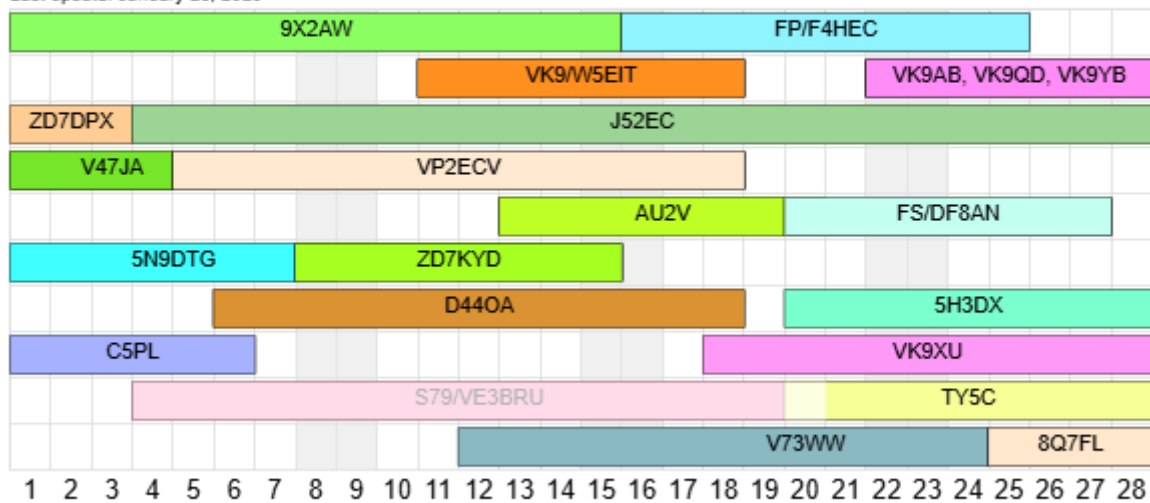 9X2AW FP/F4HEC
VK9/W5EIT VK9AB, VK9QD, VK9YB
ZD7DPX J52EC
V47JA VP2ECV
AU2V FS/DF8AN
5N9DTG ZD7KYD
D44OA 5H3DX
C5PL VK9XU
S79/VE3BRU TY5C
V73WW 8Q7FL
1 2 3 4 5 6 7 8 9 10 11 12 13 14 15 16 17 18 19 20 21 22 23 24 25 26 27 28